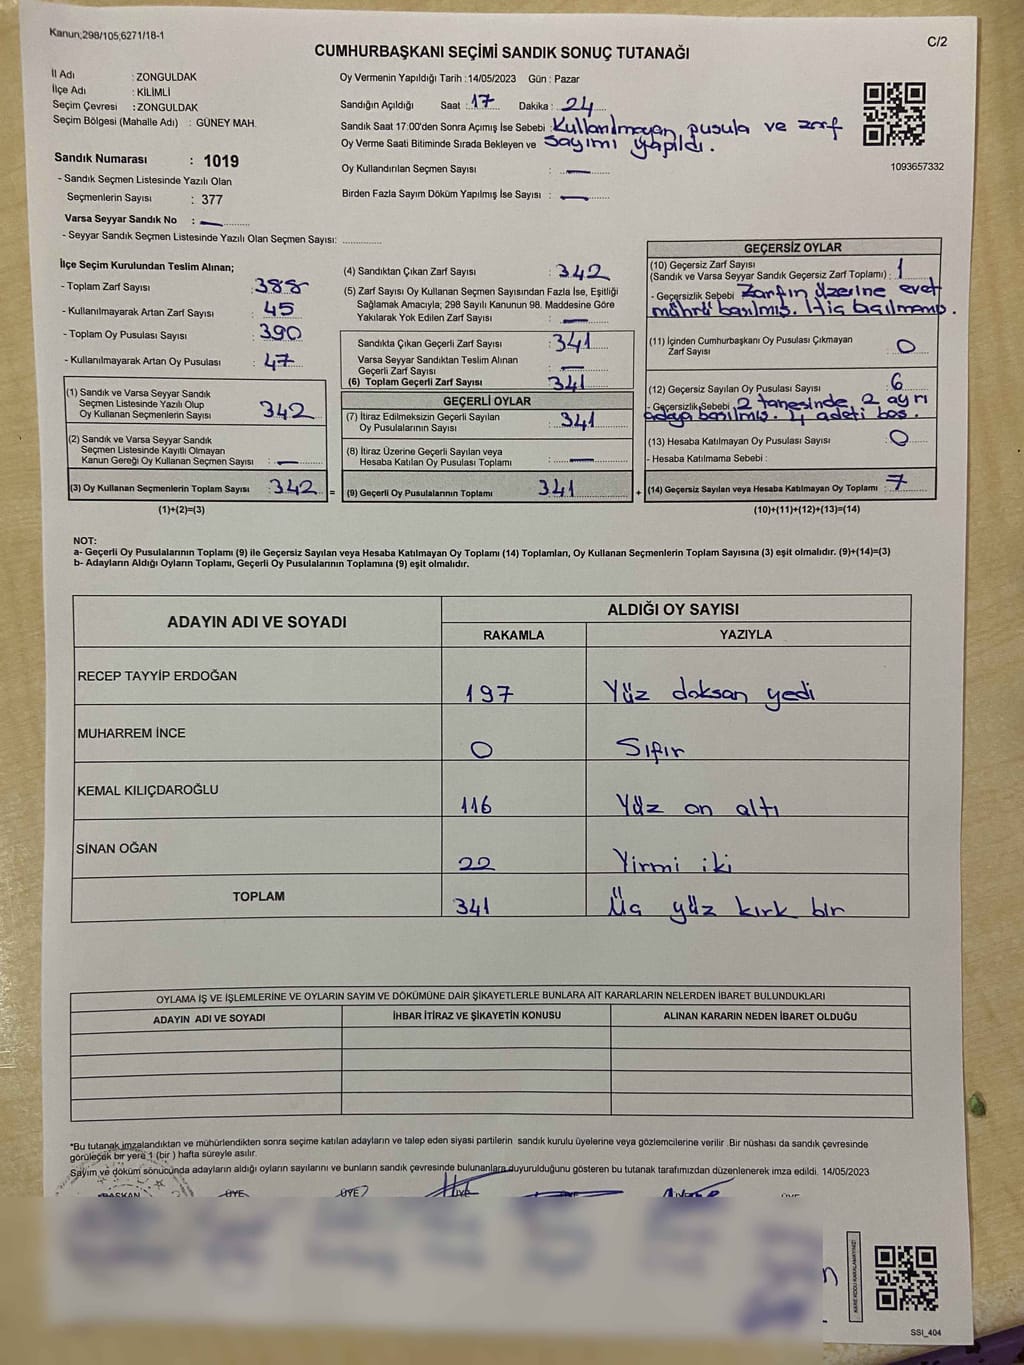 Kanun;298/105,6271/18-1
C/2
CUMHURBAŞKANI SEÇİMİ SANDIK SONUÇ TUTANAĞI
İl Adı : ZONGULDAK
İlçe Adı : KİLİMLİ
Seçim Çevresi : ZONGULDAK
Seçim Bölgesi (Mahalle Adı) : GÜNEY MAH.
Sandık Numarası : 1019
- Sandık Seçmen Listesinde Yazılı Olan
Seçmenlerin Sayısı : 377
Varsa Seyyar Sandık No : —
- Seyyar Sandık Seçmen Listesinde Yazılı Olan Seçmen Sayısı: ..............
Oy Vermenin Yapıldığı Tarih :14/05/2023 Gün : Pazar
Sandığın Açıldığı Saat : 17 Dakika : 24
Sandık Saat 17:00'den Sonra Açımış İse Sebebi : Kullanılmayan pusula ve zarf
Oy Verme Saati Bitiminde Sırada Bekleyen ve sayımı yapıldı.
Oy Kullandırılan Seçmen Sayısı : —
Birden Fazla Sayım Döküm Yapılmış İse Sayısı : —
1093657332
İlçe Seçim Kurulundan Teslim Alınan;
- Toplam Zarf Sayısı : 388
- Kullanılmayarak Artan Zarf Sayısı : 45
- Toplam Oy Pusulası Sayısı : 390
- Kullanılmayarak Artan Oy Pusulası : 47
(1) Sandık ve Varsa Seyyar Sandık
Seçmen Listesinde Yazılı Olup
Oy Kullanan Seçmenlerin Sayısı : 342
(2) Sandık ve Varsa Seyyar Sandık
Seçmen Listesinde Kayıtlı Olmayan
Kanun Gereği Oy Kullanan Seçmen Sayısı : —
(3) Oy Kullanan Seçmenlerin Toplam Sayısı : 342 =
(1)+(2)=(3)
(4) Sandıktan Çıkan Zarf Sayısı : 342
(5) Zarf Sayısı Oy Kullanan Seçmen Sayısından Fazla İse, Eşitliği
Sağlamak Amacıyla, 298 Sayılı Kanunun 98. Maddesine Göre
Yakılarak Yok Edilen Zarf Sayısı : —
Sandıkta Çıkan Geçerli Zarf Sayısı : 341
Varsa Seyyar Sandıktan Teslim Alınan
Geçerli Zarf Sayısı : —
(6) Toplam Geçerli Zarf Sayısı 341
GEÇERLİ OYLAR
(7) İtiraz Edilmeksizin Geçerli Sayılan
Oy Pusulalarının Sayısı : 341
(8) İtiraz Üzerine Geçerli Sayılan veya
Hesaba Katılan Oy Pusulası Toplamı : —
(9) Geçerli Oy Pusulalarının Toplamı 341 +
GEÇERSİZ OYLAR
(10) Geçersiz Zarf Sayısı
(Sandık ve Varsa Seyyar Sandık Geçersiz Zarf Toplamı) : 1
- Geçersizlik Sebebi : Zarfın üzerine evet
mührü basılmış. Hiç açılmamış.
(11) İçinden Cumhurbaşkanı Oy Pusulası Çıkmayan
Zarf Sayısı 0
(12) Geçersiz Sayılan Oy Pusulası Sayısı : 6
- Geçersizlik Sebebi : 2 tanesinde 2 ayrı
adaya basılmış. 4 adeti boş.
(13) Hesaba Katılmayan Oy Pusulası Sayısı : 0
- Hesaba Katılmama Sebebi :
(14) Geçersiz Sayılan veya Hesaba Katılmayan Oy Toplamı : 7
(10)+(11)+(12)+(13)=(14)
NOT:
a- Geçerli Oy Pusulalarının Toplamı (9) ile Geçersiz Sayılan veya Hesaba Katılmayan Oy Toplamı (14) Toplamları, Oy Kullanan Seçmenlerin Toplam Sayısına (3) eşit olmalıdır. (9)+(14)=(3)
b- Adayların Aldığı Oyların Toplamı, Geçerli Oy Pusulalarının Toplamına (9) eşit olmalıdır.
ADAYIN ADI VE SOYADI
ALDIĞI OY SAYISI
RAKAMLA YAZIYLA
RECEP TAYYİP ERDOĞAN 197 Yüz doksan yedi
MUHARREM İNCE 0 Sıfır
KEMAL KILIÇDAROĞLU 116 Yüz on altı
SİNAN OĞAN 22 Yirmi iki
TOPLAM 341 Üç yüz kırk bir
OYLAMA İŞ VE İŞLEMLERİNE VE OYLARIN SAYIM VE DÖKÜMÜNE DAİR ŞİKAYETLERLE BUNLARA AİT KARARLARIN NELERDEN İBARET BULUNDUKLARI
ADAYIN ADI VE SOYADI İHBAR İTİRAZ VE ŞİKAYETİN KONUSU ALINAN KARARIN NEDEN İBARET OLDUĞU
*Bu tutanak imzalandıktan ve mühürlendikten sonra seçime katılan adayların ve talep eden siyasi partilerin sandık kurulu üyelerine veya gözlemcilerine verilir .Bir nüshası da sandık çevresinde
görülecek bir yere 1 (bir ) hafta süreyle asılır.
Sayım ve döküm sonucunda adayların aldığı oyların sayılarını ve bunların sandık çevresinde bulunanlara duyurulduğunu gösteren bu tutanak tarafımızdan düzenlenerek imza edildi. 14/05/2023
BAŞKAN ÜYE ÜYE
SSI_404